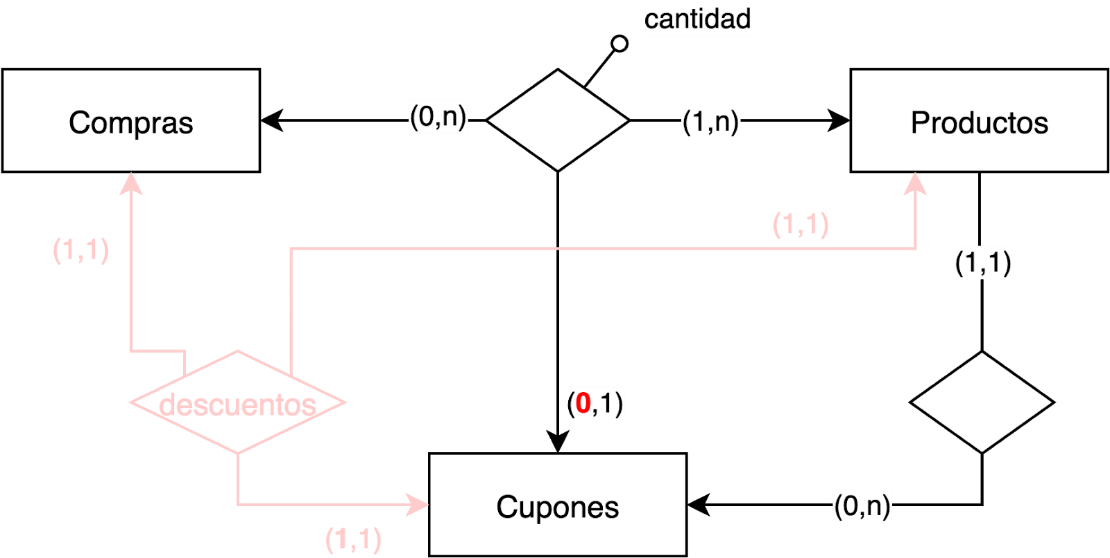 cantidad
Compras
(0,n)
(1,n)
Productos
(1,1)
(1,1)
(1,1)
descuentos
(0,1)
Cupones
(0,n)
(1,1)